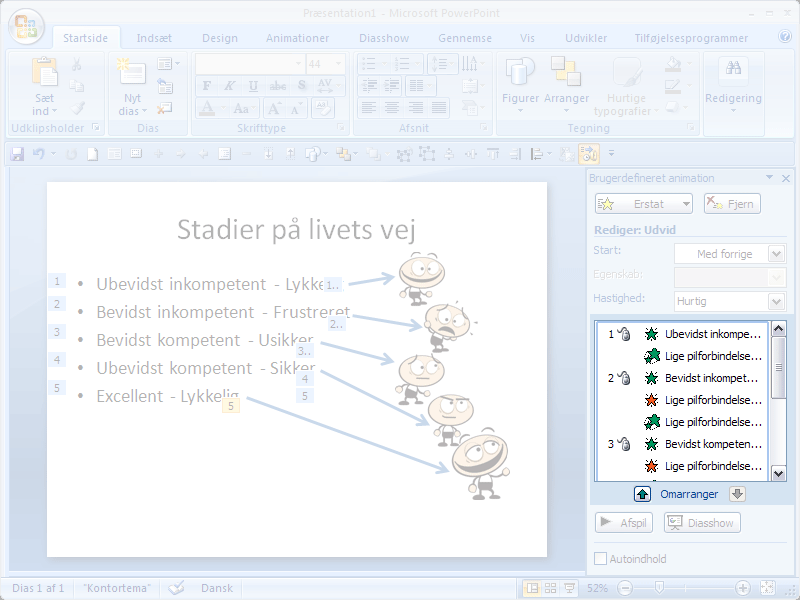 Præsentation1 - Microsoft PowerPoint
Startside Indsæt Design Animationer Diasshow Gennemse Vis Udvikler Tilføjelsesprogrammer
44
F K U abc S AV
A Aa A A
Sæt ind
Nyt dias
Figurer Arranger Hurtige typografier
Redigering
Udklipsholder Dias Skrifttype Afsnit Tegning
Brugerdefineret animation
Erstat Fjern
Rediger: Udvid
Start: Med forrige
Egenskab:
Hastighed: Hurtig
Stadier på livets vej
1 • Ubevidst inkompetent - Lykke 1..
2 • Bevidst inkompetent - Frustreret
2..
3 • Bevidst kompetent - Usikker
3..
4 • Ubevidst kompetent - Sikker
4
5 • Excellent - Lykkelig
5
5
1 Ubevidst inkompe...
Lige pilforbindelse...
2 Bevidst inkompet...
Lige pilforbindelse...
Lige pilforbindelse...
3 Bevidst kompeten...
Lige pilforbindelse...
Omarranger
Afspil Diasshow
Autoindhold
Dias 1 af 1 "Kontortema" Dansk 52%